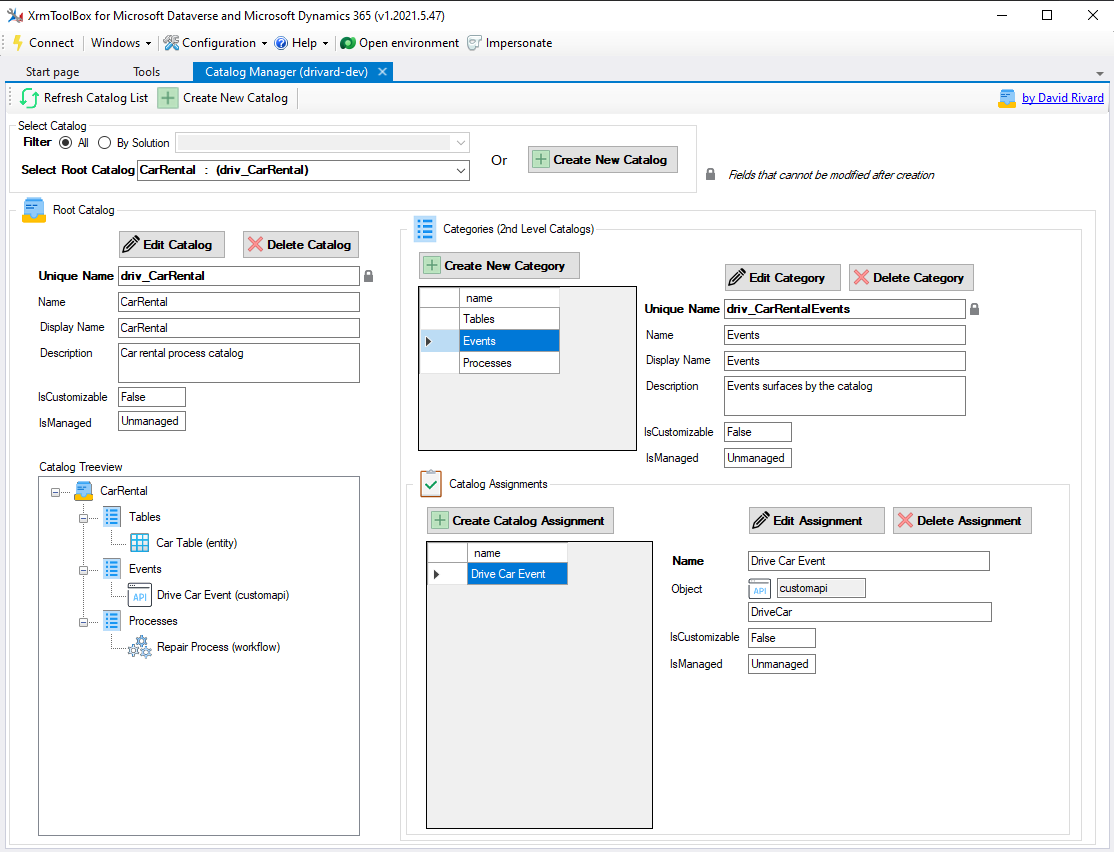 XrmToolBox for Microsoft Dataverse and Microsoft Dynamics 365 (v1.2021.5.47)
Connect Windows Configuration Help Open environment Impersonate
Start page Tools Catalog Manager (drivard-dev)
Refresh Catalog List Create New Catalog by David Rivard
Select Catalog
Filter All By Solution
Select Root Catalog CarRental : (driv_CarRental) Or Create New Catalog
Fields that cannot be modified after creation
Root Catalog
Edit Catalog Delete Catalog
Unique Name driv_CarRental
Name CarRental
Display Name CarRental
Description Car rental process catalog
IsCustomizable False
IsManaged Unmanaged
Catalog Treeview
CarRental
Tables
Car Table (entity)
Events
API Drive Car Event (customapi)
Processes
Repair Process (workflow)
Categories (2nd Level Catalogs)
Create New Category
name
Tables
Events
Processes
Edit Category Delete Category
Unique Name driv_CarRentalEvents
Name Events
Display Name Events
Description Events surfaces by the catalog
IsCustomizable False
IsManaged Unmanaged
Catalog Assignments
Create Catalog Assignment
name
Drive Car Event
Edit Assignment Delete Assignment
Name Drive Car Event
Object API customapi
DriveCar
IsCustomizable False
IsManaged Unmanaged